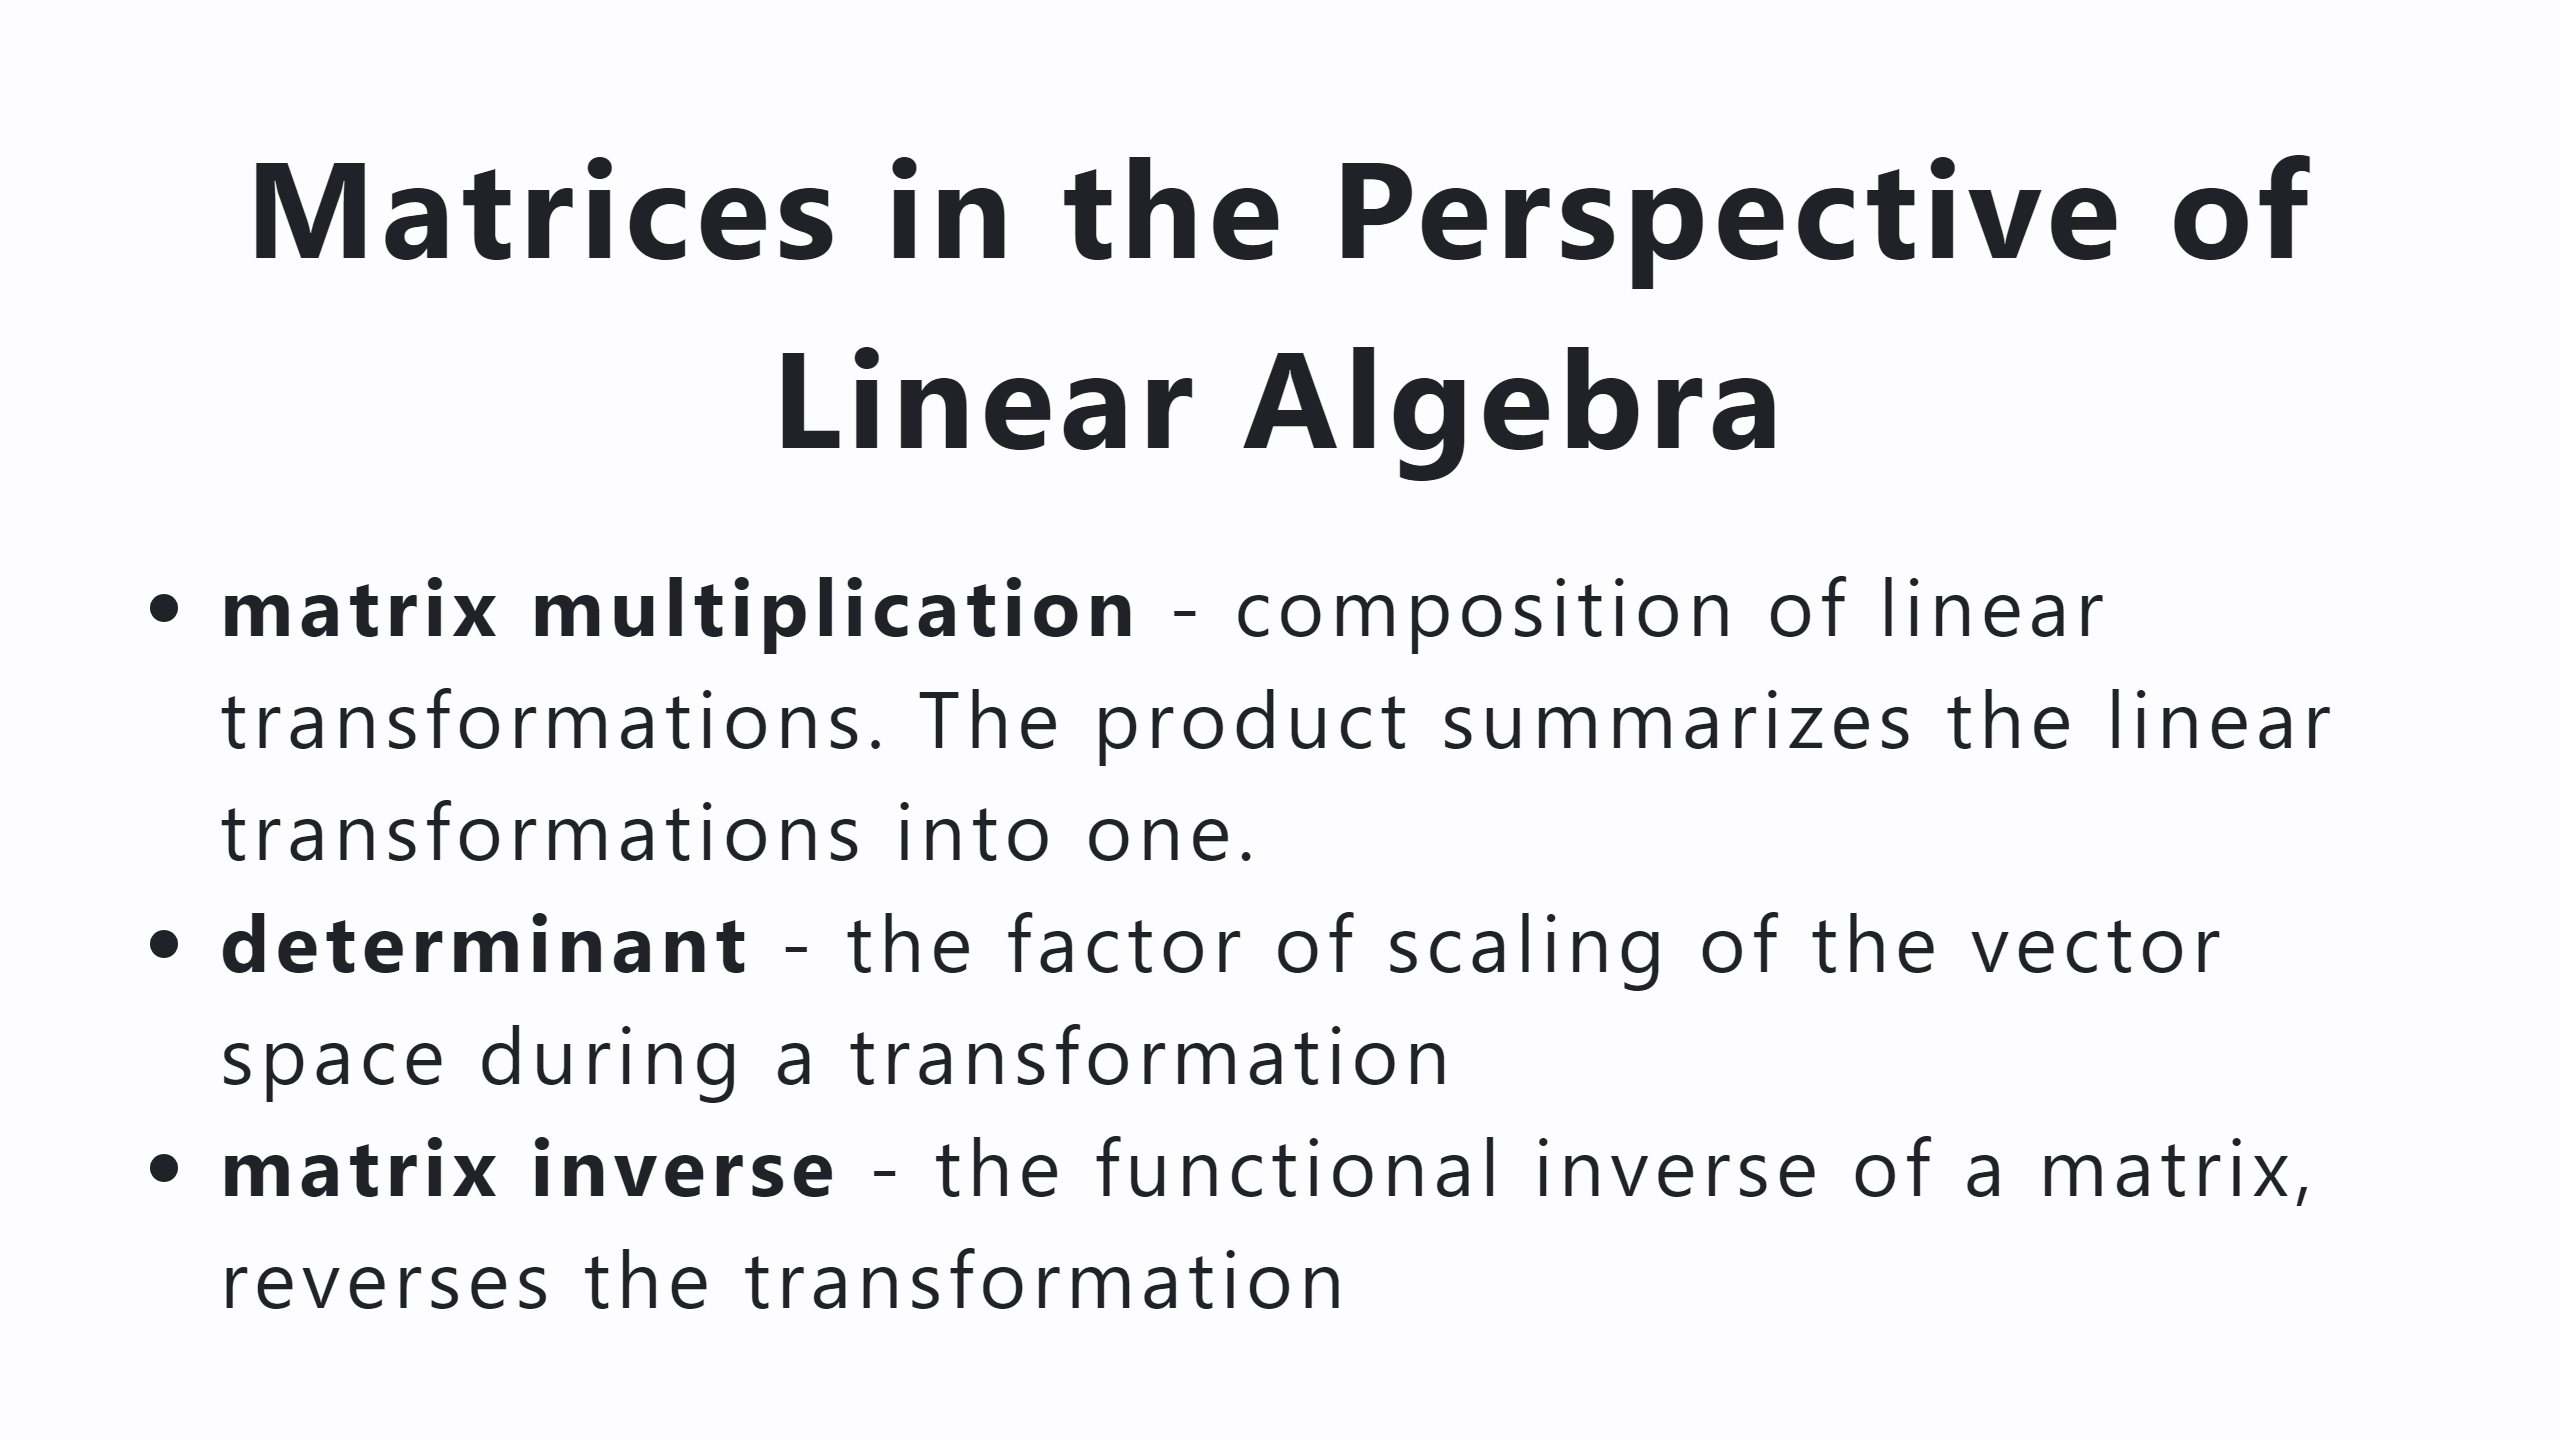 Matrices in the Perspective of
Linear Algebra
• matrix multiplication - composition of linear
transformations. The product summarizes the linear
transformations into one.
• determinant - the factor of scaling of the vector
space during a transformation
• matrix inverse - the functional inverse of a matrix,
reverses the transformation